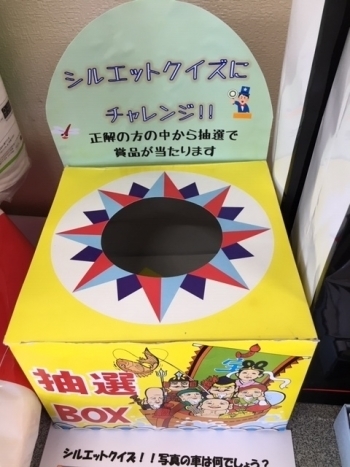 シルエットクイズに
チャレンジ!!
正解の方の中から抽選で
賞品が当たります
抽選
BOX
宝
シルエットクイズ!!写真の車は何でしょう?